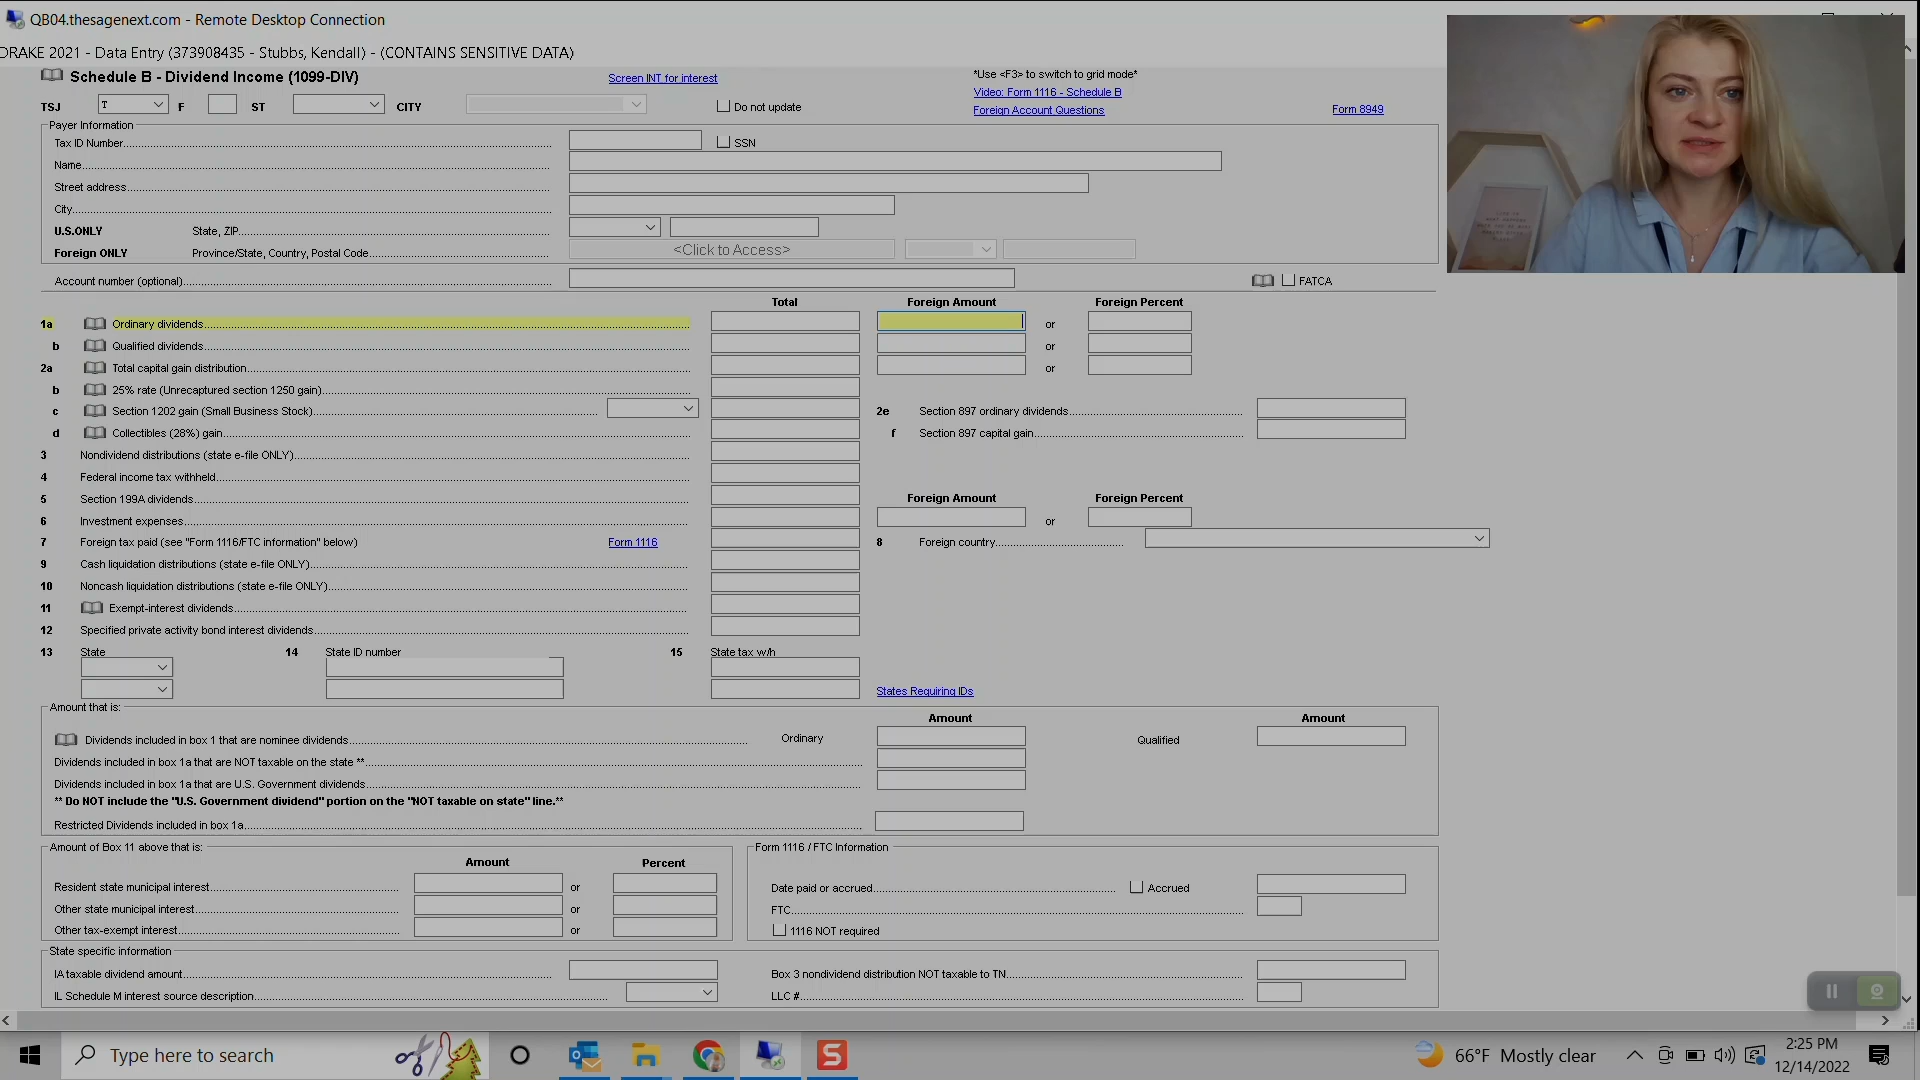 QB04.thesagenext.com - Remote Desktop Connection
DRAKE 2021 - Data Entry (373908435 - Stubbs, Kendall) - (CONTAINS SENSITIVE DATA)
Schedule B - Dividend Income (1099-DIV)
Screen INT for interest
*Use <F3> to switch to grid mode*
Video: Form 1116 - Schedule B
Foreign Account Questions
Form 8949
TSJ T F ST CITY Do not update
Payer Information
Tax ID Number SSN
Name
Street address
City
U.S.ONLY State, ZIP
Foreign ONLY Province/State, Country, Postal Code <Click to Access>
Account number (optional) FATCA
Total Foreign Amount Foreign Percent
1a Ordinary dividends or
b Qualified dividends or
2a Total capital gain distribution or
b 25% rate (Unrecaptured section 1250 gain)
c Section 1202 gain (Small Business Stock) 2e Section 897 ordinary dividends
d Collectibles (28%) gain f Section 897 capital gain
3 Nondividend distributions (state e-file ONLY)
4 Federal income tax withheld
5 Section 199A dividends Foreign Amount Foreign Percent
6 Investment expenses or
7 Foreign tax paid (see "Form 1116/FTC information" below) Form 1116 8 Foreign country
9 Cash liquidation distributions (state e-file ONLY)
10 Noncash liquidation distributions (state e-file ONLY)
11 Exempt-interest dividends
12 Specified private activity bond interest dividends
13 State 14 State ID number 15 State tax w/h
States Requiring IDs
Amount that is:
Amount Amount
Dividends included in box 1 that are nominee dividends Ordinary Qualified
Dividends included in box 1a that are NOT taxable on the state **
Dividends included in box 1a that are U.S. Government dividends
** Do NOT include the "U.S. Government dividend" portion on the "NOT taxable on state" line.**
Restricted Dividends included in box 1a
Amount of Box 11 above that is: Form 1116 / FTC Information
Amount Percent
Resident state municipal interest or Date paid or accrued Accrued
Other state municipal interest or FTC
Other tax-exempt interest or 1116 NOT required
State specific information
IA taxable dividend amount Box 3 nondividend distribution NOT taxable to TN
IL Schedule M interest source description LLC #
Type here to search
S
66°F Mostly clear
2:25 PM
12/14/2022